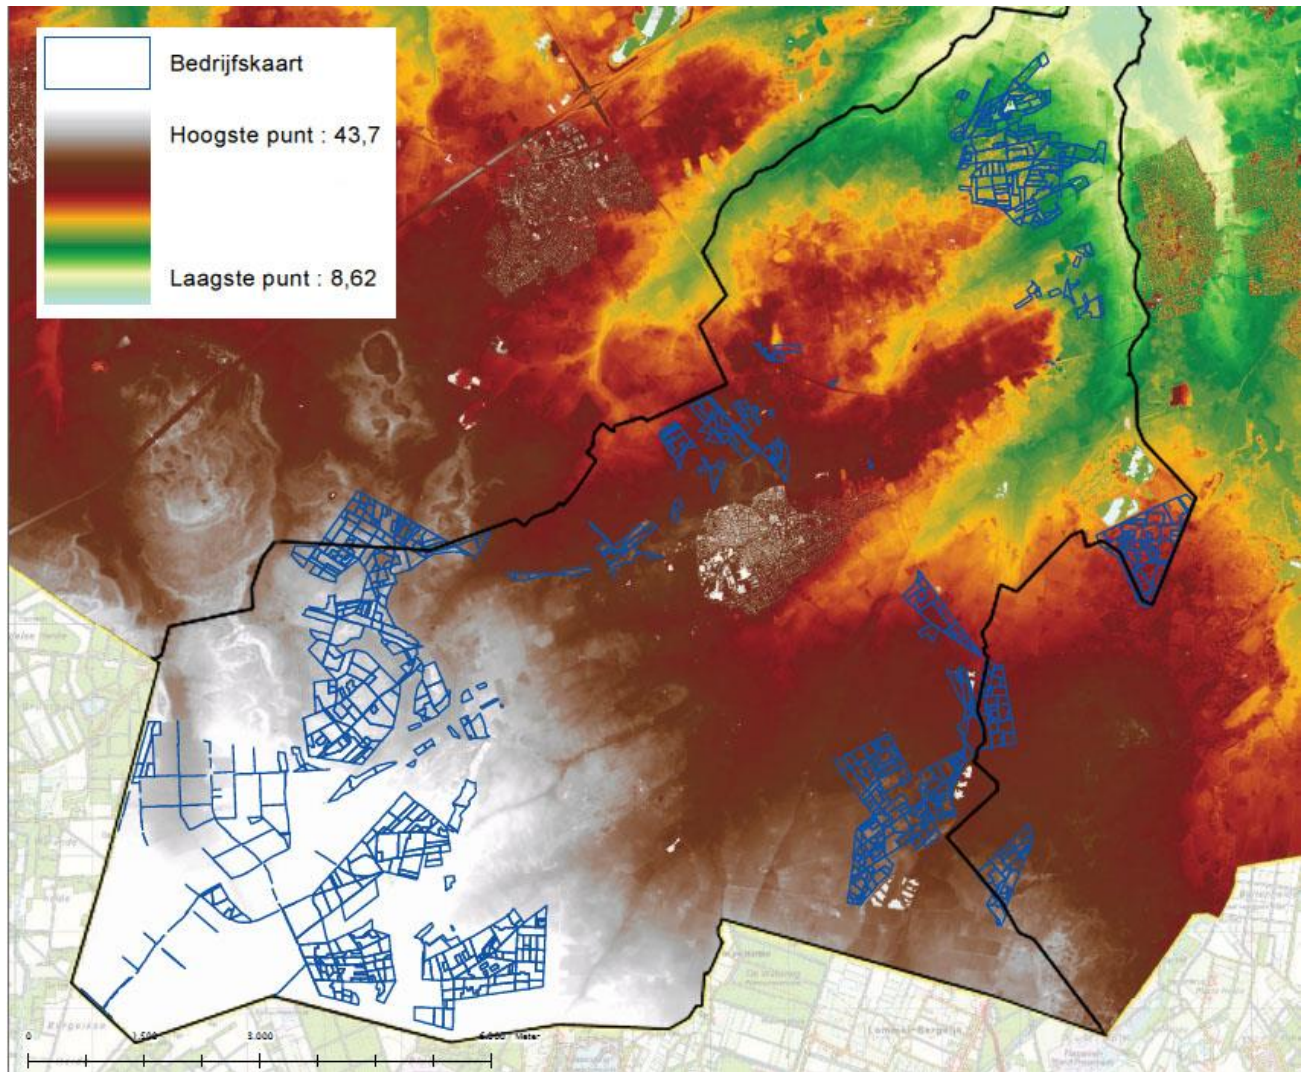 Bedrijfskaart
Hoogste punt : 43,7
Laagste punt : 8,62
0 1.500 3.000 6.000 Meter